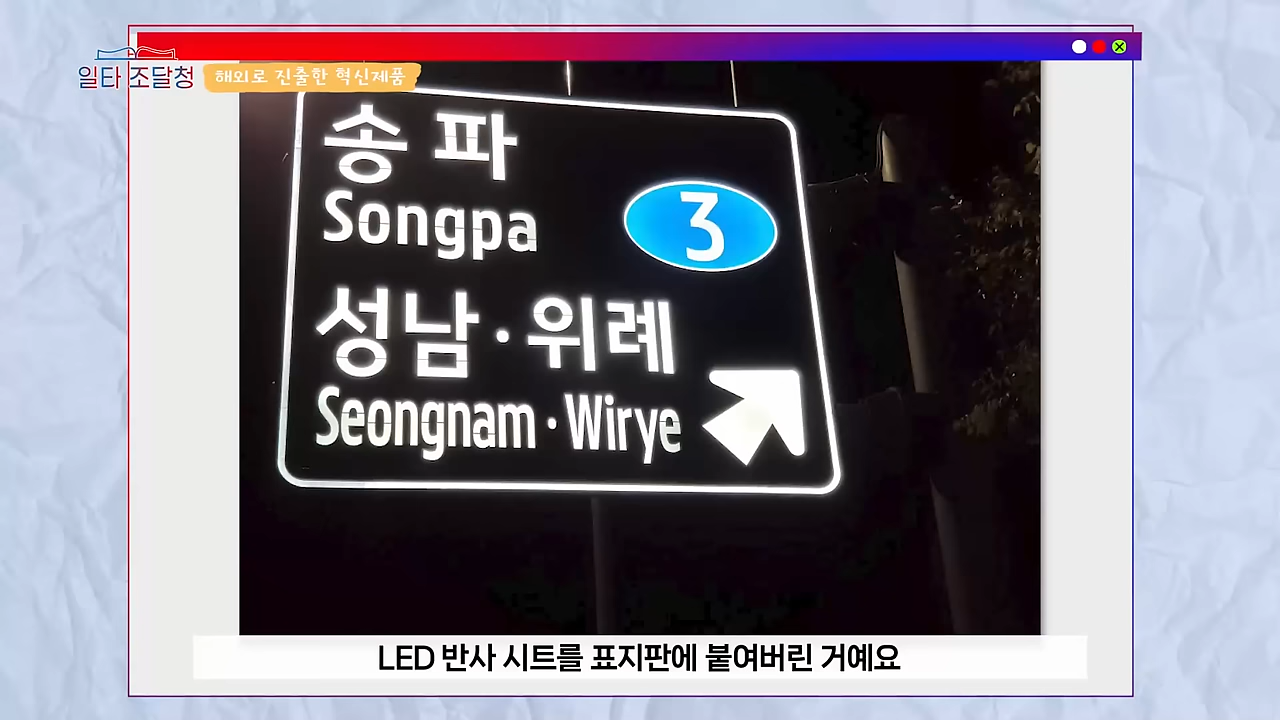 일타 조달청
해외로 진출한 혁신제품
송파
Songpa
3
성남·위례
Seongnam·Wirye
LED 반사 시트를 표지판에 붙여버린 거예요